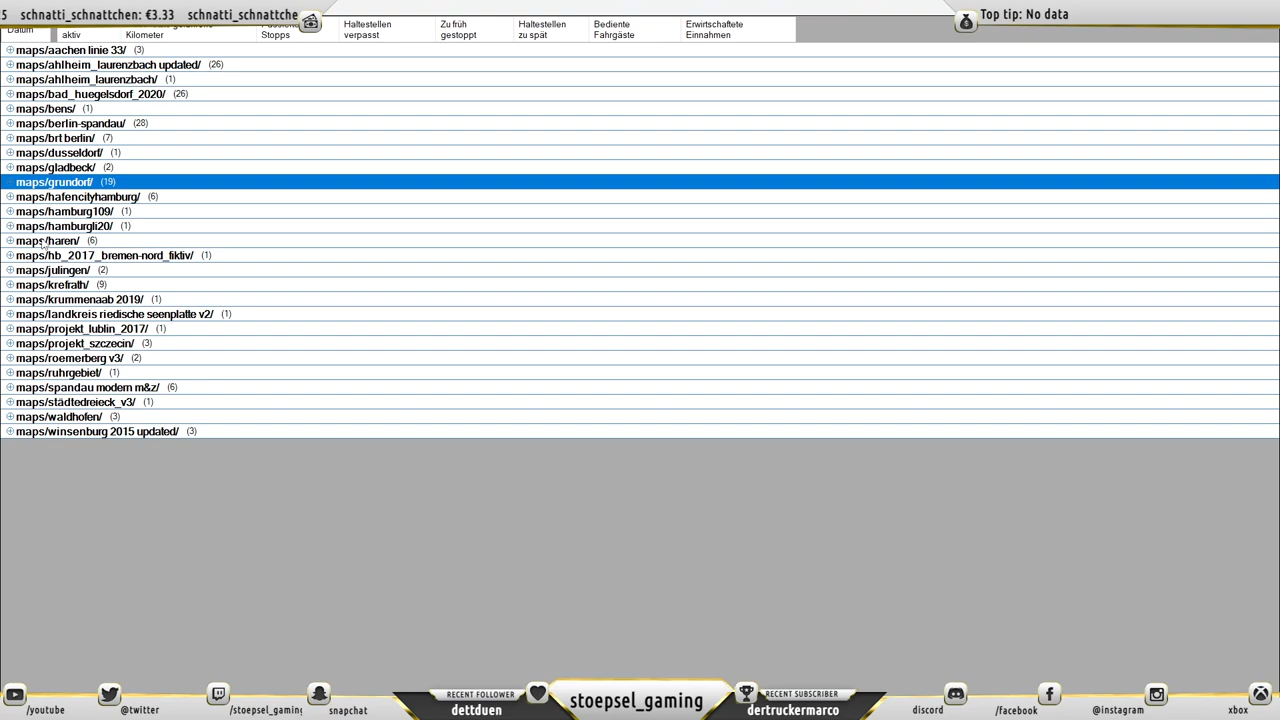 5 schnatti_schnattchen: €3.33 schnatti_schnattche
Top tip: No data
Datum
aktiv
Kilometer
Stopps
Haltestellen verpasst
Zu früh gestoppt
Haltestellen zu spät
Bediente Fahrgäste
Erwirtschaftete Einnahmen
maps/aachen linie 33/ (3)
maps/ahlheim_laurenzbach updated/ (26)
maps/ahlheim_laurenzbach/ (1)
maps/bad_huegelsdorf_2020/ (26)
maps/bens/ (1)
maps/berlin-spandau/ (28)
maps/brt berlin/ (7)
maps/dusseldorf/ (1)
maps/gladbeck/ (2)
maps/grundorf/ (19)
maps/hafencityhamburg/ (6)
maps/hamburg109/ (1)
maps/hamburgli20/ (1)
maps/haren/ (6)
maps/hb_2017_bremen-nord_fiktiv/ (1)
maps/julingen/ (2)
maps/krefrath/ (9)
maps/krummenaab 2019/ (1)
maps/landkreis riedische seenplatte v2/ (1)
maps/projekt_lublin_2017/ (1)
maps/projekt_szczecin/ (3)
maps/roemerberg v3/ (2)
maps/ruhrgebiet/ (1)
maps/spandau modern m&z/ (6)
maps/städtedreieck_v3/ (1)
maps/waldhofen/ (3)
maps/winsenburg 2015 updated/ (3)
/youtube
@twitter
/stoepsel_gaming
snapchat
RECENT FOLLOWER
dettduen
stoepsel_gaming
RECENT SUBSCRIBER
dertruckermarco
discord
/facebook
@instagram
xbox